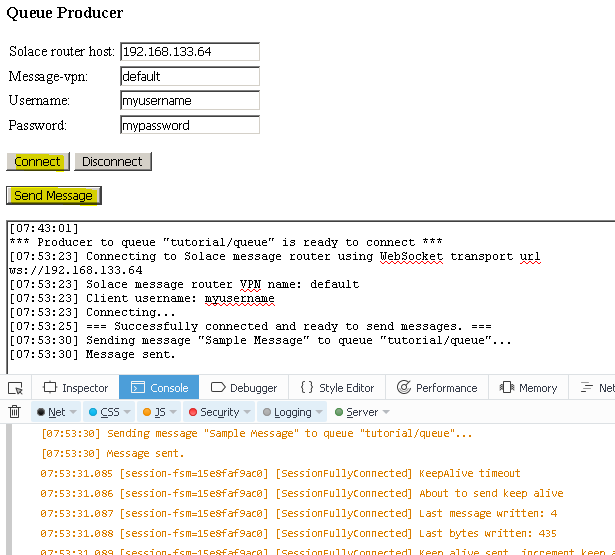 Queue Producer
Solace router host: 192.168.133.64
Message-vpn: default
Username: myusername
Password: mypassword
Connect Disconnect
Send Message
[07:43:01]
*** Producer to queue "tutorial/queue" is ready to connect ***
[07:53:23] Connecting to Solace message router using WebSocket transport url
ws://192.168.133.64
[07:53:23] Solace message router VPN name: default
[07:53:23] Client username: myusername
[07:53:23] Connecting...
[07:53:25] === Successfully connected and ready to send messages. ===
[07:53:30] Sending message "Sample Message" to queue "tutorial/queue"...
[07:53:30] Message sent.
Inspector Console Debugger Style Editor Performance Memory Net
Net CSS JS Security Logging Server
[07:53:30] Sending message "Sample Message" to queue "tutorial/queue"...
[07:53:30] Message sent.
07:53:31.085 [session-fsm=15e8faf9ac0] [SessionFullyConnected] KeepAlive timeout
07:53:31.086 [session-fsm=15e8faf9ac0] [SessionFullyConnected] About to send keep alive
07:53:31.087 [session-fsm=15e8faf9ac0] [SessionFullyConnected] Last message written: 4
07:53:31.088 [session-fsm=15e8faf9ac0] [SessionFullyConnected] Last bytes written: 435
07:53:31.089 [session-fsm=15e8faf9ac0] [SessionFullyConnected] Keep alive sent, increment keep a